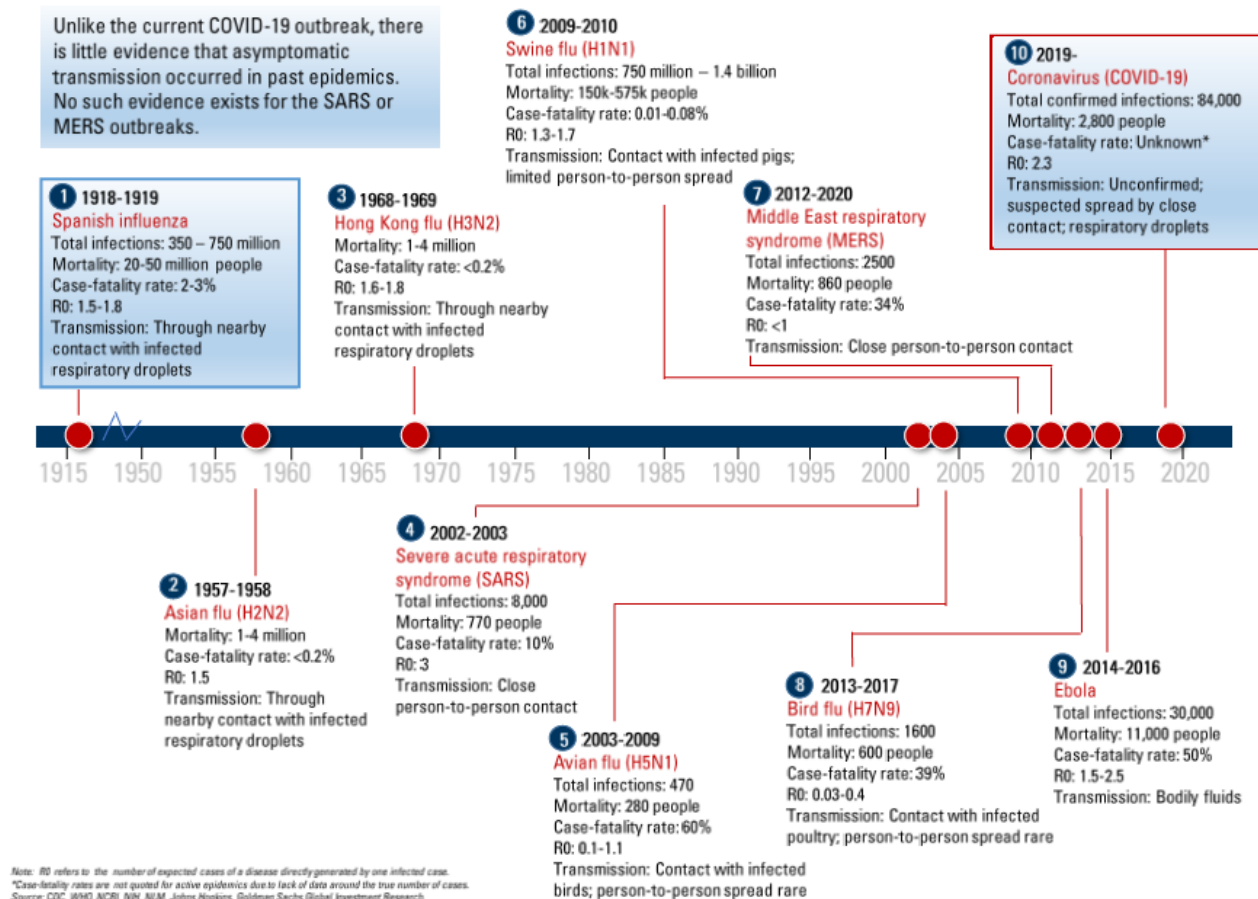 Unlike the current COVID-19 outbreak, there
is little evidence that asymptomatic
transmission occurred in past epidemics.
No such evidence exists for the SARS or
MERS outbreaks.
1 1918-1919
Spanish influenza
Total infections: 350 – 750 million
Mortality: 20-50 million people
Case-fatality rate: 2-3%
R0: 1.5-1.8
Transmission: Through nearby
contact with infected
respiratory droplets
3 1968-1969
Hong Kong flu (H3N2)
Mortality: 1-4 million
Case-fatality rate: <0.2%
R0: 1.6-1.8
Transmission: Through nearby
contact with infected
respiratory droplets
6 2009-2010
Swine flu (H1N1)
Total infections: 750 million – 1.4 billion
Mortality: 150k-575k people
Case-fatality rate: 0.01-0.08%
R0: 1.3-1.7
Transmission: Contact with infected pigs;
limited person-to-person spread
7 2012-2020
Middle East respiratory
syndrome (MERS)
Total infections: 2500
Mortality: 860 people
Case-fatality rate: 34%
R0: <1
Transmission: Close person-to-person contact
10 2019-
Coronavirus (COVID-19)
Total confirmed infections: 84,000
Mortality: 2,800 people
Case-fatality rate: Unknown*
R0: 2.3
Transmission: Unconfirmed;
suspected spread by close
contact; respiratory droplets
1915 1950 1955 1960 1965 1970 1975 1980 1985 1990 1995 2000 2005 2010 2015 2020
2 1957-1958
Asian flu (H2N2)
Mortality: 1-4 million
Case-fatality rate: <0.2%
R0: 1.5
Transmission: Through
nearby contact with infected
respiratory droplets
4 2002-2003
Severe acute respiratory
syndrome (SARS)
Total infections: 8,000
Mortality: 770 people
Case-fatality rate: 10%
R0: 3
Transmission: Close
person-to-person contact
5 2003-2009
Avian flu (H5N1)
Total infections: 470
Mortality: 280 people
Case-fatality rate: 60%
R0: 0.1-1.1
Transmission: Contact with infected
birds; person-to-person spread rare
8 2013-2017
Bird flu (H7N9)
Total infections: 1600
Mortality: 600 people
Case-fatality rate: 39%
R0: 0.03-0.4
Transmission: Contact with infected
poultry; person-to-person spread rare
9 2014-2016
Ebola
Total infections: 30,000
Mortality: 11,000 people
Case-fatality rate: 50%
R0: 1.5-2.5
Transmission: Bodily fluids
Note: R0 refers to the number of expected cases of a disease directly generated by one infected case.
*Case-fatality rates are not quoted for active epidemics due to lack of data around the true number of cases.
Source: CDC, WHO, NCBI, NIH, NLM, Johns Hopkins, Goldman Sachs Global Investment Research.